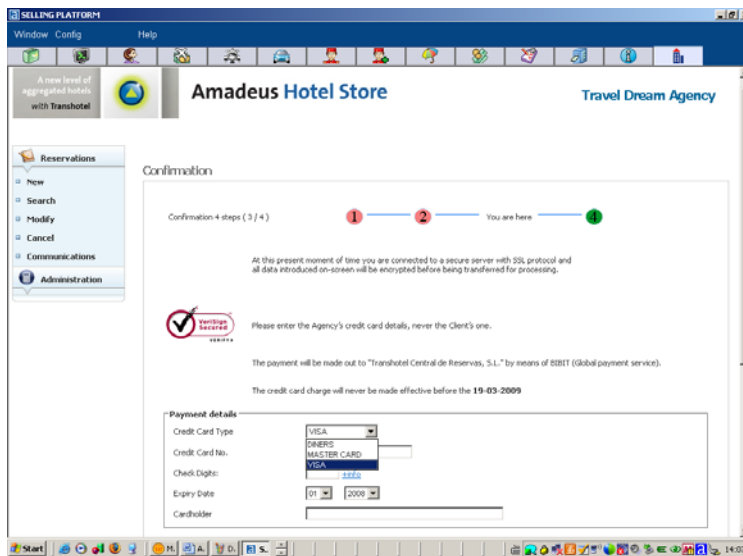 SELLING PLATFORM
Window Config Help
A new level of
aggregated hotels
with Transhotel
Amadeus Hotel Store
Travel Dream Agency
Reservations
New
Search
Modify
Cancel
Communications
Administration
Confirmation
Confirmation 4 steps ( 3 / 4 )
1
2
You are here
4
At this present moment of time you are connected to a secure server with SSL protocol and
all data introduced on-screen will be encrypted before being transferred for processing.
VeriSign
Secured
VERIFY
Please enter the Agency's credit card details, never the Client's one.
The payment will be made out to "Transhotel Central de Reservas, S.L." by means of BIBIT (Global payment service).
The credit card charge will never be made effective before the 19-03-2009
Payment details
Credit Card Type VISA
DINERS
MASTER CARD
VISA
Credit Card No.
Check Digits: +info
Expiry Date 01 2008
Cardholder
Start H. A. D. S. 14:03